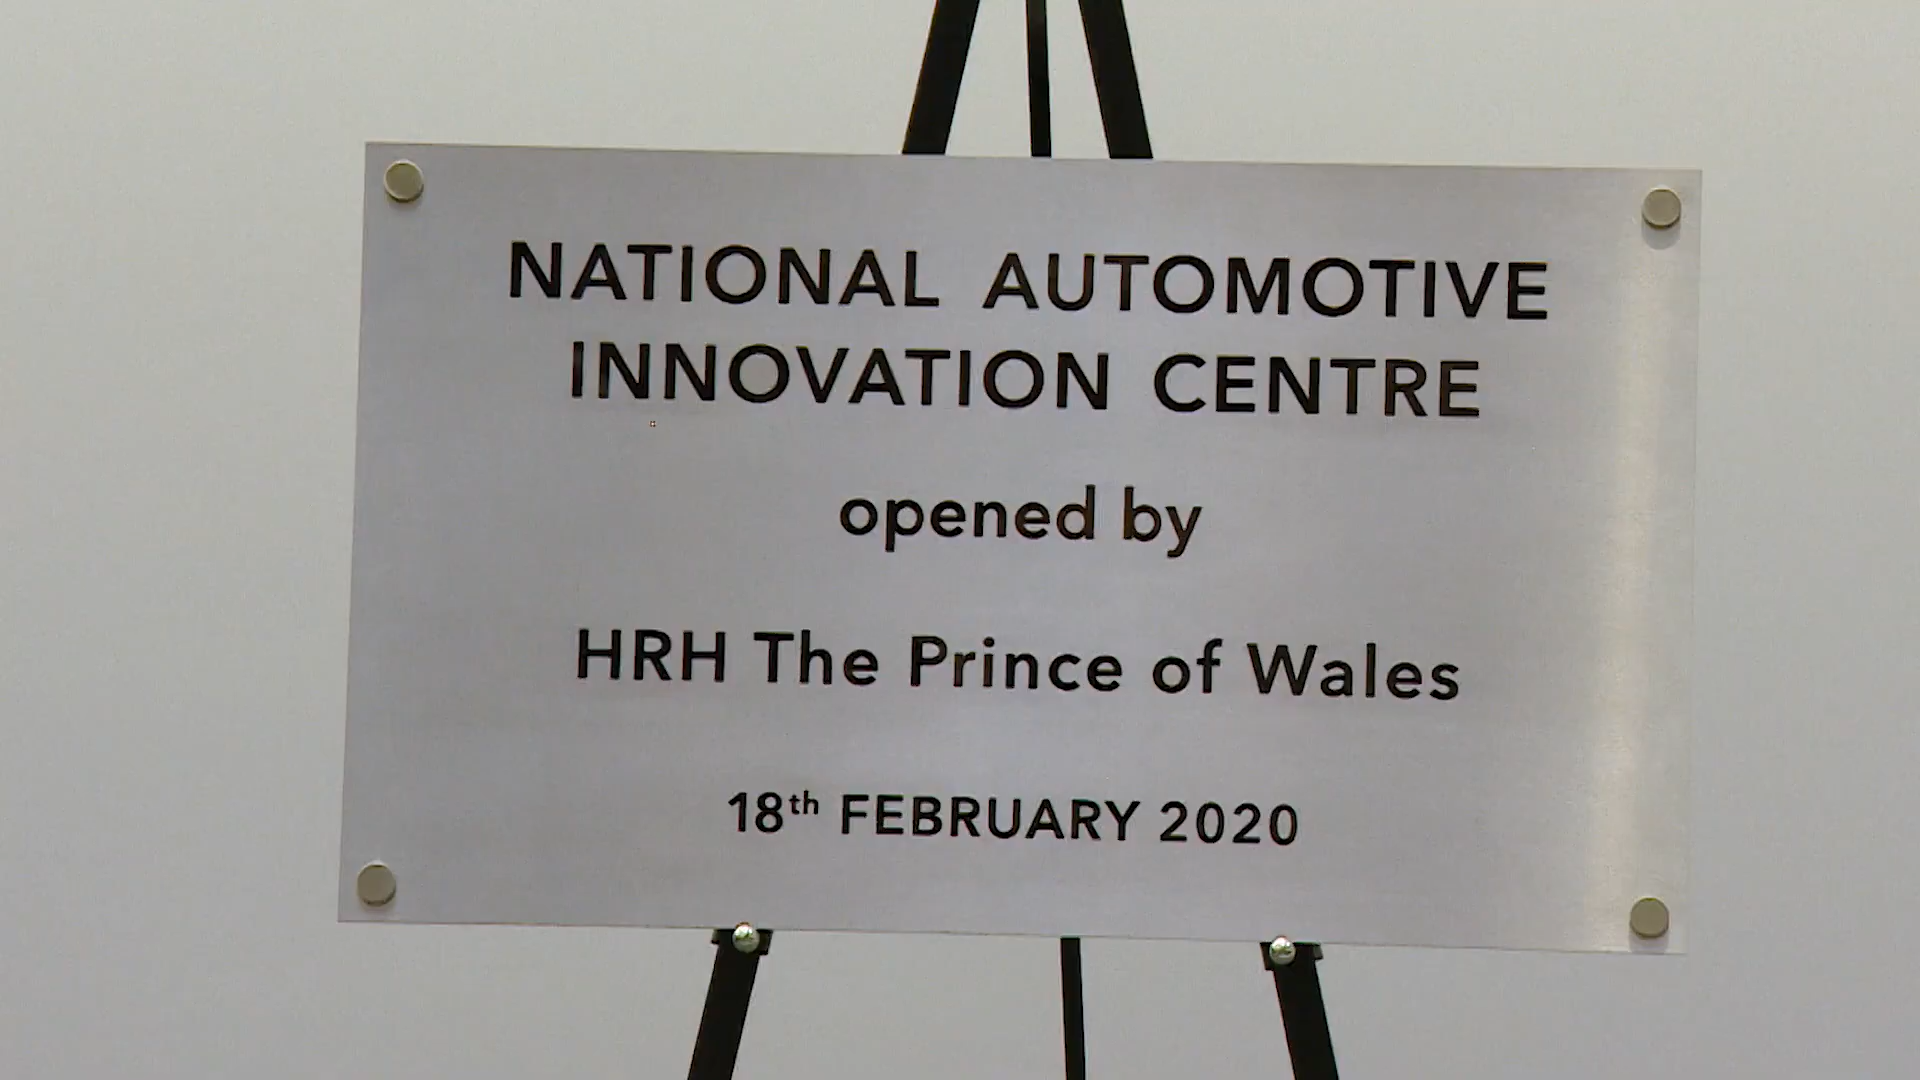 NATIONAL AUTOMOTIVE
INNOVATION CENTRE
opened by
HRH The Prince of Wales
18th FEBRUARY 2020